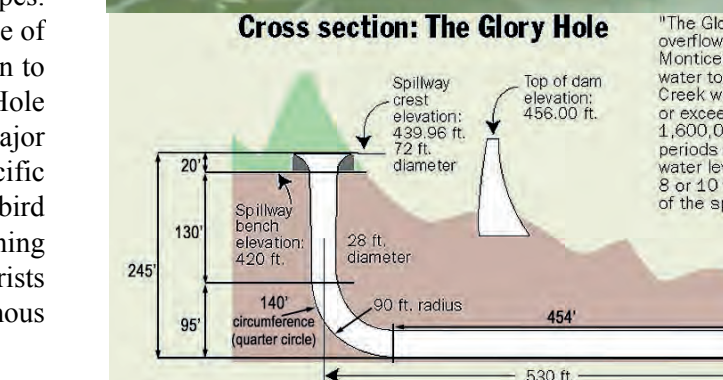 pes.
e of
n to
Hole
ajor
cific
bird
ning
rists
nous
Cross section: The Glory Hole
"The Glo
overflow
Montice
water to
Creek w
or excee
1,600,0
periods
water lev
8 or 10
of the sp
Spillway
crest
elevation:
439.96 ft.
72 ft.
diameter
Top of dam
elevation:
456.00 ft.
20'
130'
245'
95'
Spillway
bench
elevation:
420 ft.
28 ft.
diameter
140'
circumference
(quarter circle)
90 ft. radius
454'
530 ft.